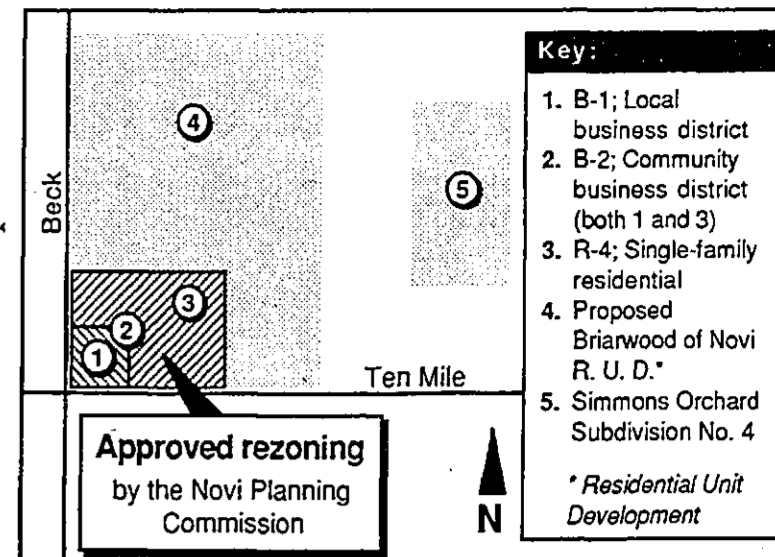 Beck
4
5
3
2
1
Ten Mile
Approved rezoning
by the Novi Planning
Commission
N
Key:
1. B-1; Local
business district
2. B-2; Community
business district
(both 1 and 3)
3. R-4; Single-family
residential
4. Proposed
Briarwood of Novi
R. U. D.*
5. Simmons Orchard
Subdivision No. 4
* Residential Unit
Development